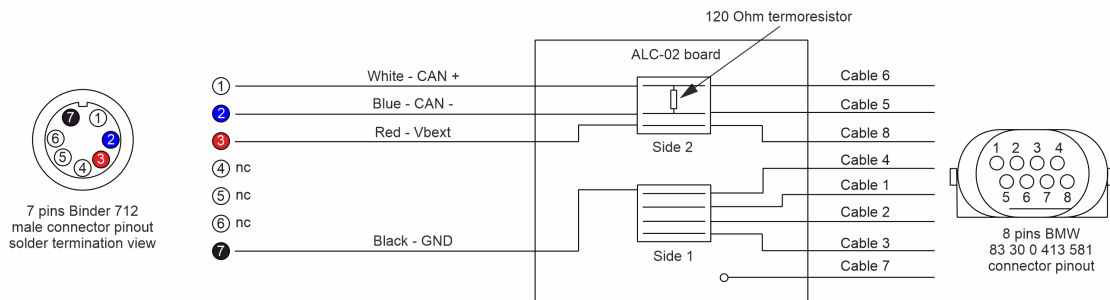 120 Ohm termoresistor
ALC-02 board
1 White - CAN + Cable 6
2 Blue - CAN - Cable 5
3 Red - Vbext Cable 8
Side 2
4 nc Cable 4
5 nc Cable 1
6 nc Cable 2
7 Black - GND Cable 3
Side 1
Cable 7
7 1
6 2
5 3
4
7 pins Binder 712
male connector pinout
solder termination view
1 2 3 4
5 6 7 8
8 pins BMW
83 30 0 413 581
connector pinout